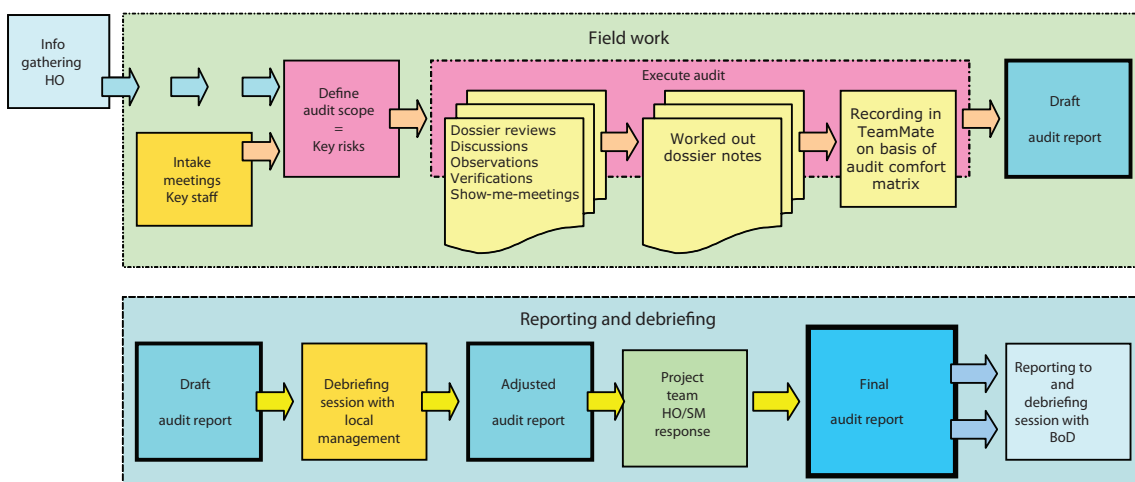 Info
gathering
HO
Field work
Intake
meetings
Key staff
Define
audit scope
=
Key risks
Execute audit
Dossier reviews
Discussions
Observations
Verifications
Show-me-meetings
Worked out
dossier notes
Recording in
TeamMate
on basis of
audit comfort
matrix
Draft
audit report
Reporting and debriefing
Draft
audit report
Debriefing
session with
local
management
Adjusted
audit report
Project
team
HO/SM
response
Final
audit report
Reporting to
and
debriefing
session with
BoD